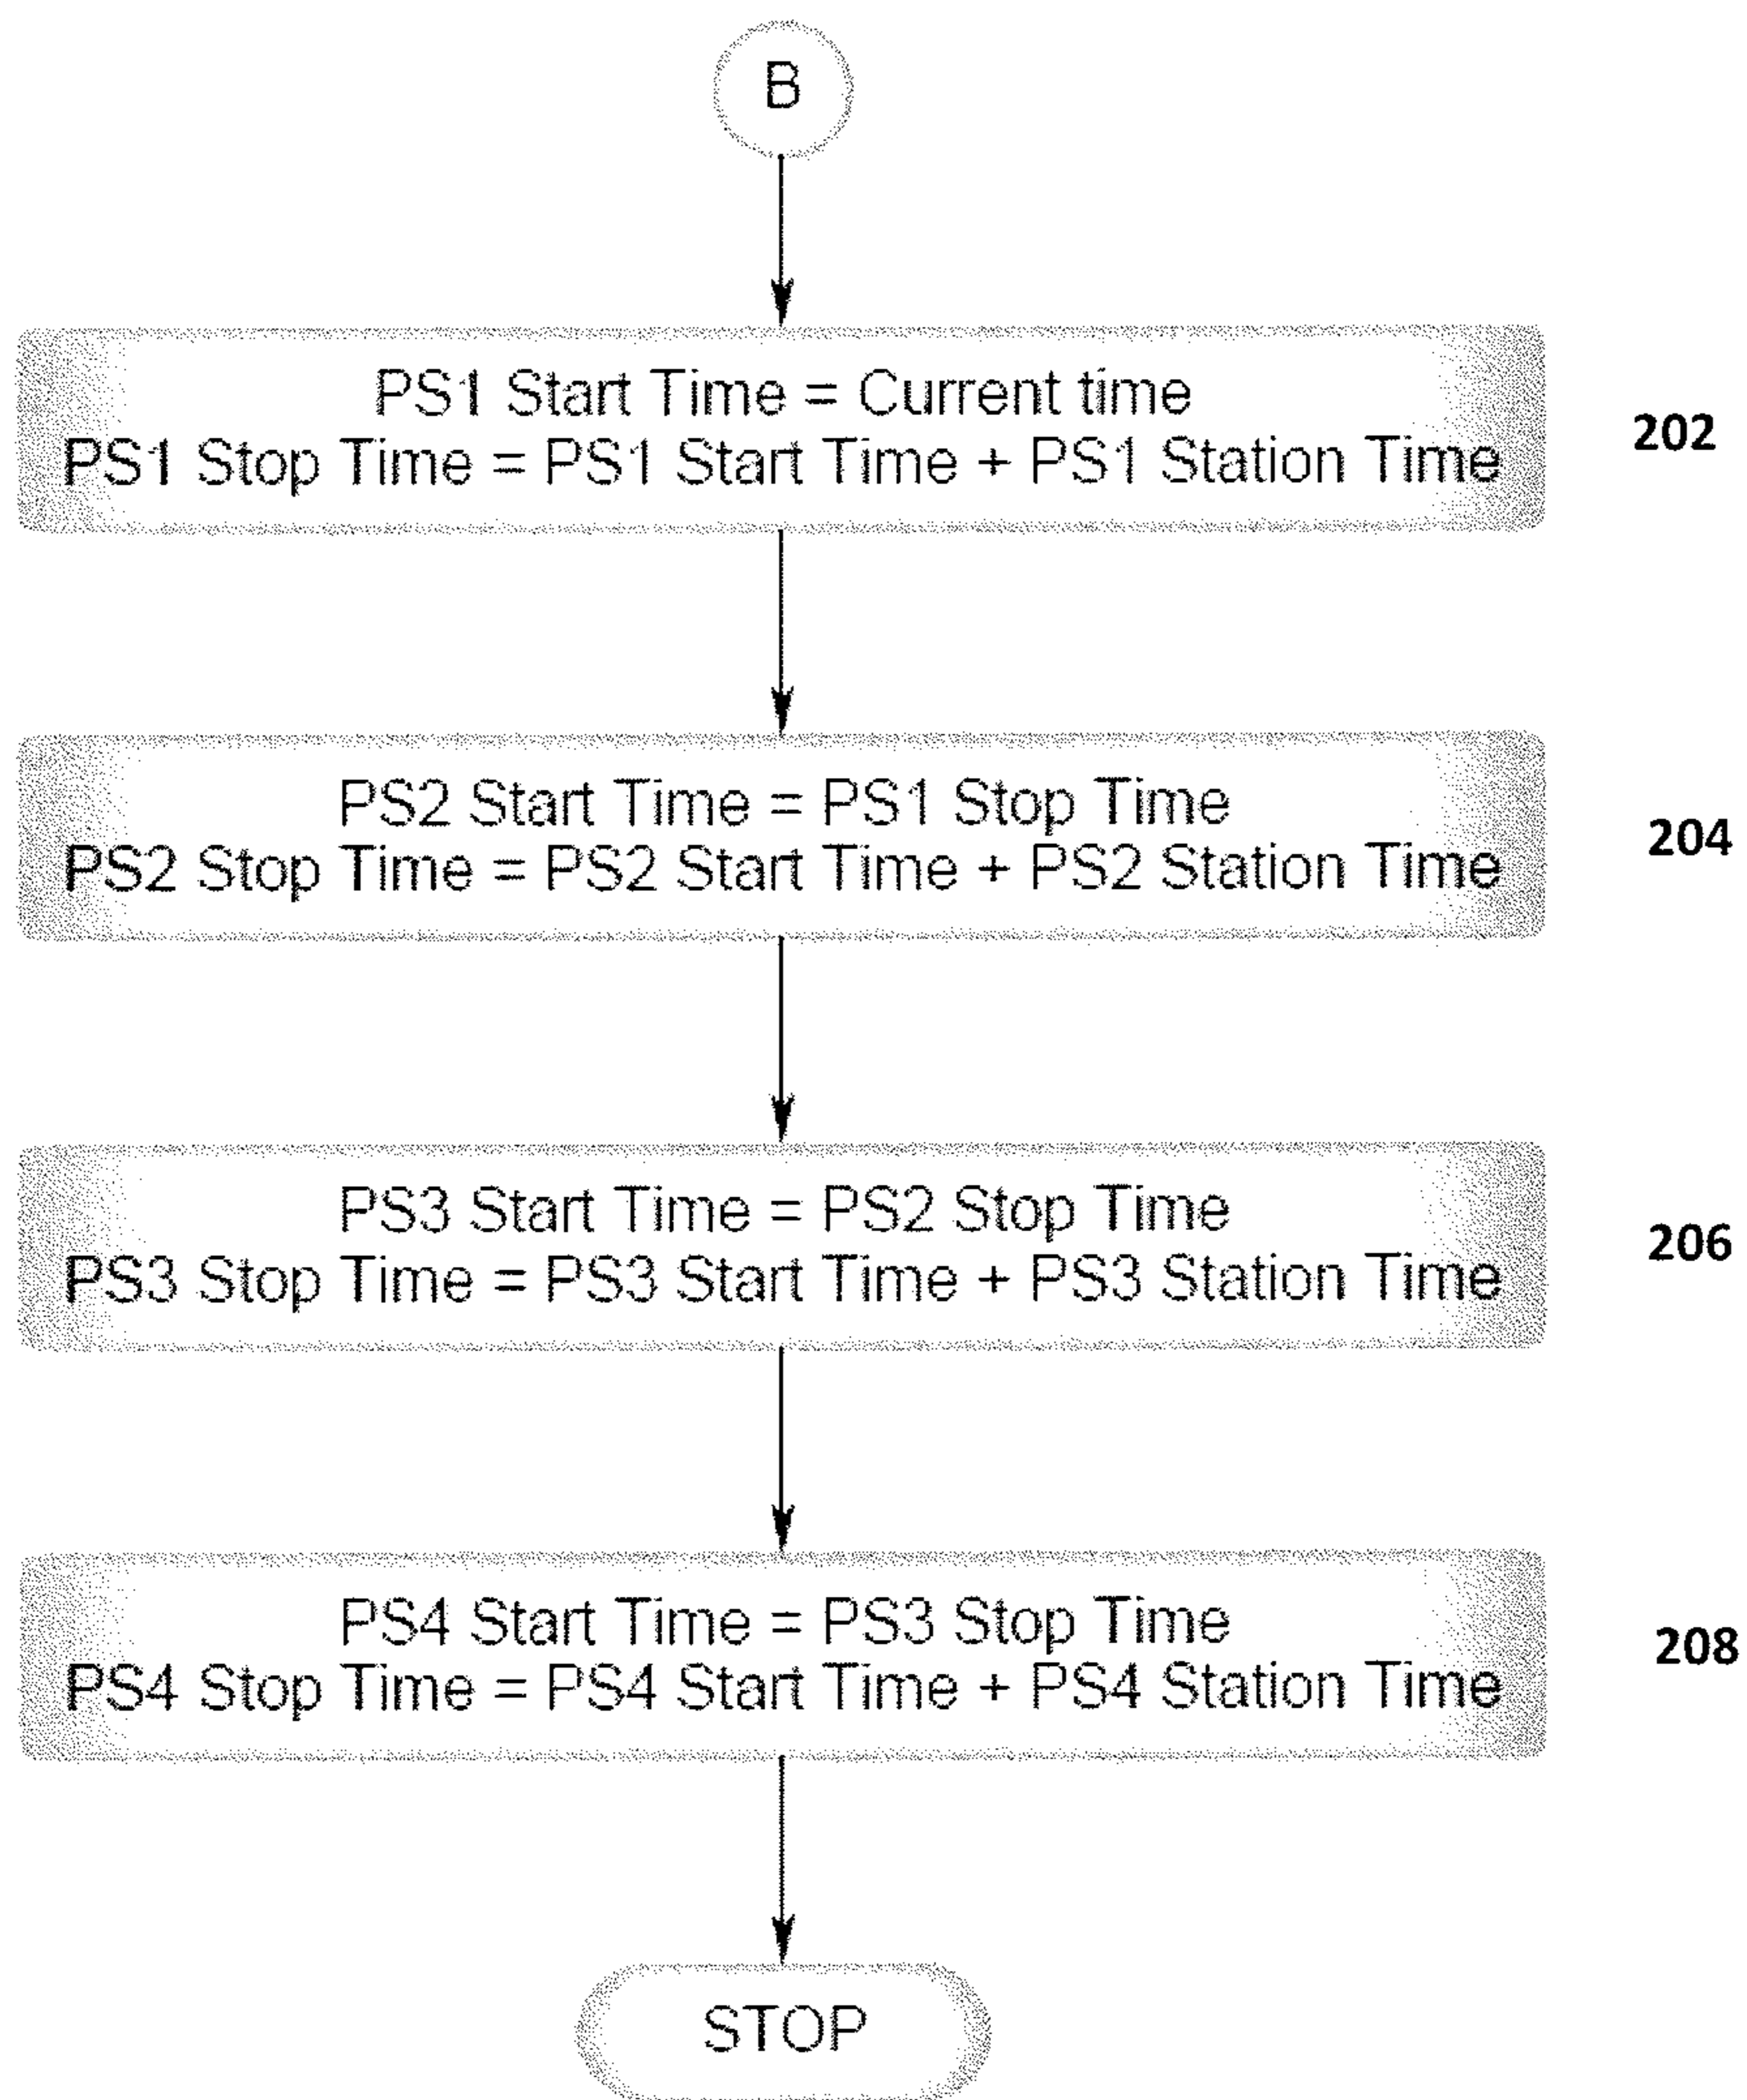 B
PS1 Start Time = Current time
PS1 Stop Time = PS1 Start Time + PS1 Station Time
202
PS2 Start Time = PS1 Stop Time
PS2 Stop Time = PS2 Start Time + PS2 Station Time
204
PS3 Start Time = PS2 Stop Time
PS3 Stop Time = PS3 Start Time + PS3 Station Time
206
PS4 Start Time = PS3 Stop Time
PS4 Stop Time = PS4 Start Time + PS4 Station Time
208
STOP